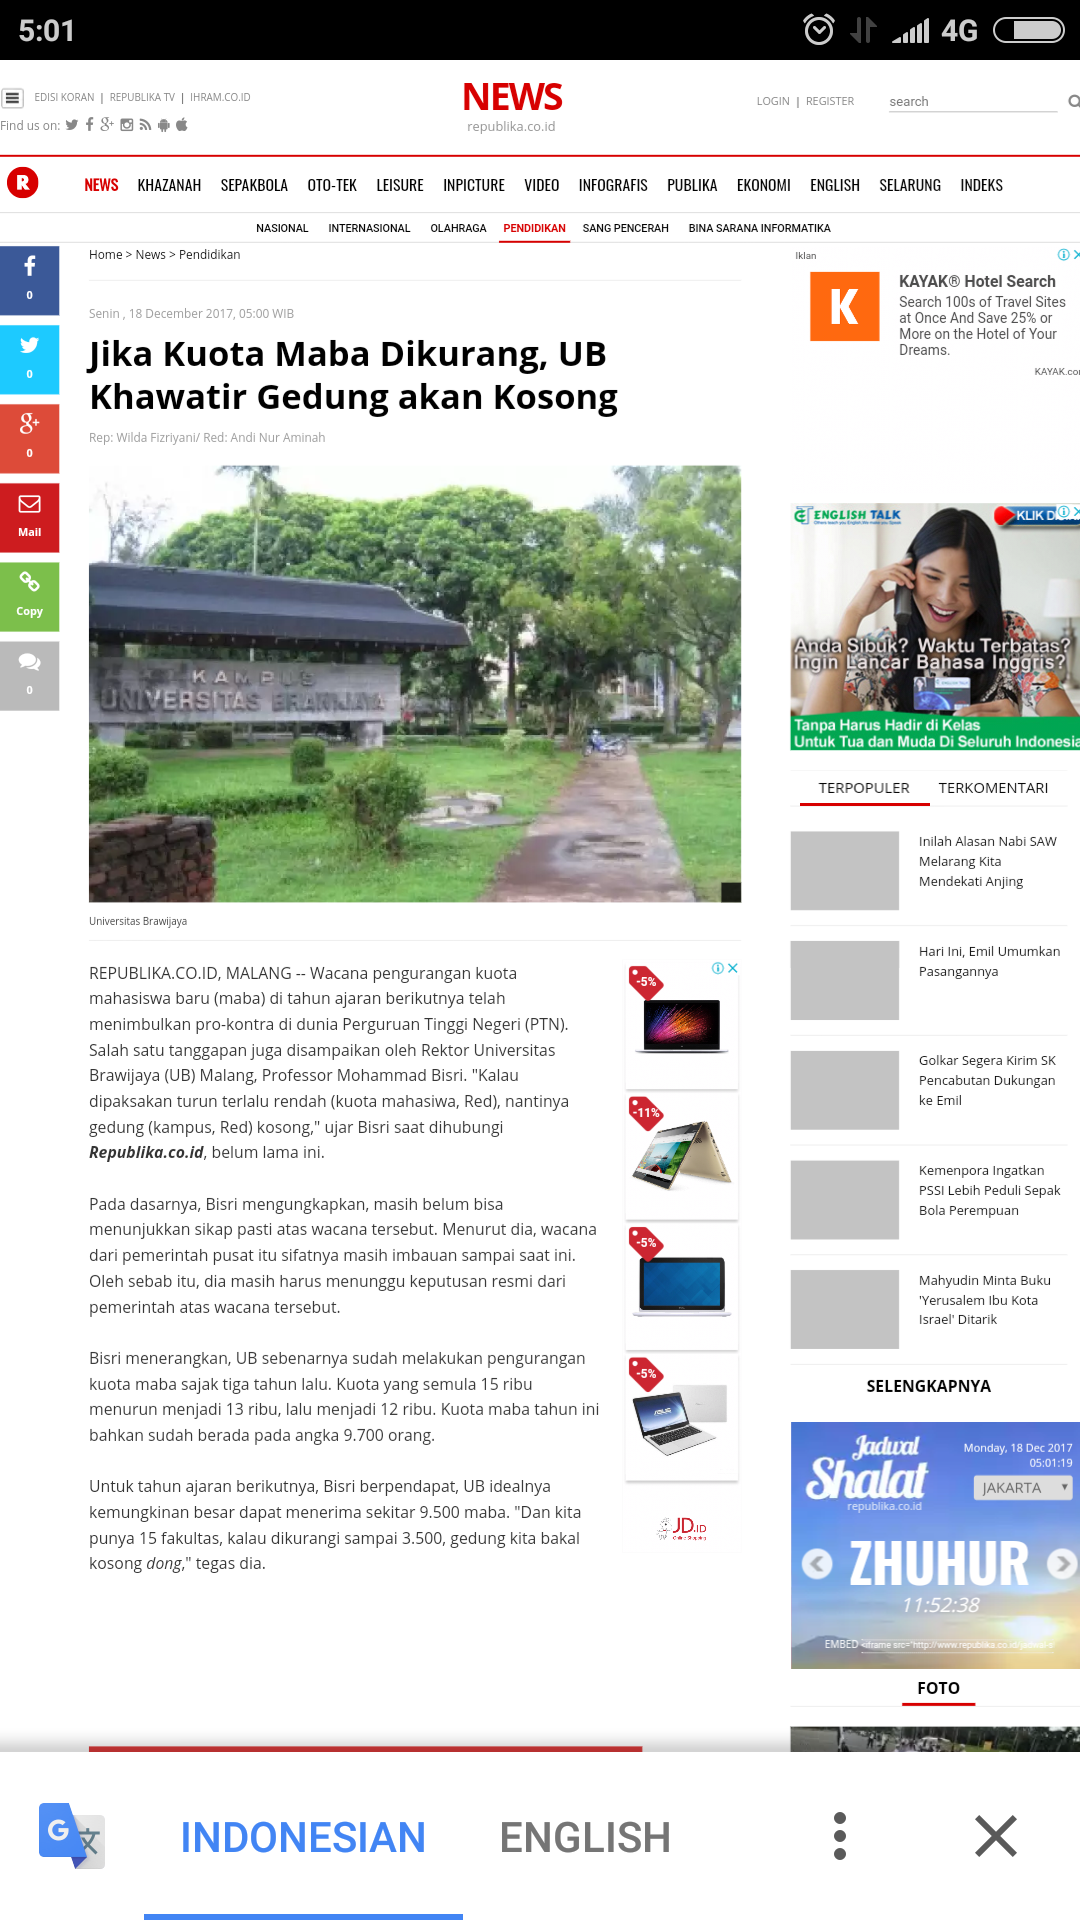 5:01
4G
EDISI KORAN | REPUBLIKA TV | IHRAM.CO.ID
Find us on:
NEWS
republika.co.id
LOGIN | REGISTER
search
R
NEWS KHAZANAH SEPAKBOLA OTO-TEK LEISURE INPICTURE VIDEO INFOGRAFIS PUBLIKA EKONOMI ENGLISH SELARUNG INDEKS
NASIONAL INTERNASIONAL OLAHRAGA PENDIDIKAN SANG PENCERAH BINA SARANA INFORMATIKA
0
0
0
Mail
Copy
0
Home > News > Pendidikan
Senin , 18 December 2017, 05:00 WIB
Jika Kuota Maba Dikurang, UB
Khawatir Gedung akan Kosong
Rep: Wilda Fizriyani/ Red: Andi Nur Aminah
KAMPUS
UNIVERSITAS BRAWIJAYA
Universitas Brawijaya
REPUBLIKA.CO.ID, MALANG -- Wacana pengurangan kuota
mahasiswa baru (maba) di tahun ajaran berikutnya telah
menimbulkan pro-kontra di dunia Perguruan Tinggi Negeri (PTN).
Salah satu tanggapan juga disampaikan oleh Rektor Universitas
Brawijaya (UB) Malang, Professor Mohammad Bisri. "Kalau
dipaksakan turun terlalu rendah (kuota mahasiwa, Red), nantinya
gedung (kampus, Red) kosong," ujar Bisri saat dihubungi
Republika.co.id, belum lama ini.
Pada dasarnya, Bisri mengungkapkan, masih belum bisa
menunjukkan sikap pasti atas wacana tersebut. Menurut dia, wacana
dari pemerintah pusat itu sifatnya masih imbauan sampai saat ini.
Oleh sebab itu, dia masih harus menunggu keputusan resmi dari
pemerintah atas wacana tersebut.
Bisri menerangkan, UB sebenarnya sudah melakukan pengurangan
kuota maba sajak tiga tahun lalu. Kuota yang semula 15 ribu
menurun menjadi 13 ribu, lalu menjadi 12 ribu. Kuota maba tahun ini
bahkan sudah berada pada angka 9.700 orang.
Untuk tahun ajaran berikutnya, Bisri berpendapat, UB idealnya
kemungkinan besar dapat menerima sekitar 9.500 maba. "Dan kita
punya 15 fakultas, kalau dikurangi sampai 3.500, gedung kita bakal
kosong dong," tegas dia.
-5%
-11%
-5%
-5%
ASUS
JD.ID
Iklan
K
KAYAK® Hotel Search
Search 100s of Travel Sites
at Once And Save 25% or
More on the Hotel of Your
Dreams.
KAYAK.co
ENGLISH TALK
KLIK
Anda Sibuk? Waktu Terbatas?
Ingin Lancar Bahasa Inggris?
Tanpa Harus Hadir di Kelas
Untuk Tua dan Muda Di Seluruh Indonesia
TERPOPULER TERKOMENTARI
Inilah Alasan Nabi SAW
Melarang Kita
Mendekati Anjing
Hari Ini, Emil Umumkan
Pasangannya
Golkar Segera Kirim SK
Pencabutan Dukungan
ke Emil
Kemenpora Ingatkan
PSSI Lebih Peduli Sepak
Bola Perempuan
Mahyudin Minta Buku
'Yerusalem Ibu Kota
Israel' Ditarik
SELENGKAPNYA
Jadwal
Shalat
republika.co.id
Monday, 18 Dec 2017
05:01:19
JAKARTA
ZHUHUR
11:52:38
EMBED <iframe src="http://www.republika.co.id/jadwal-s
FOTO
G
INDONESIAN ENGLISH